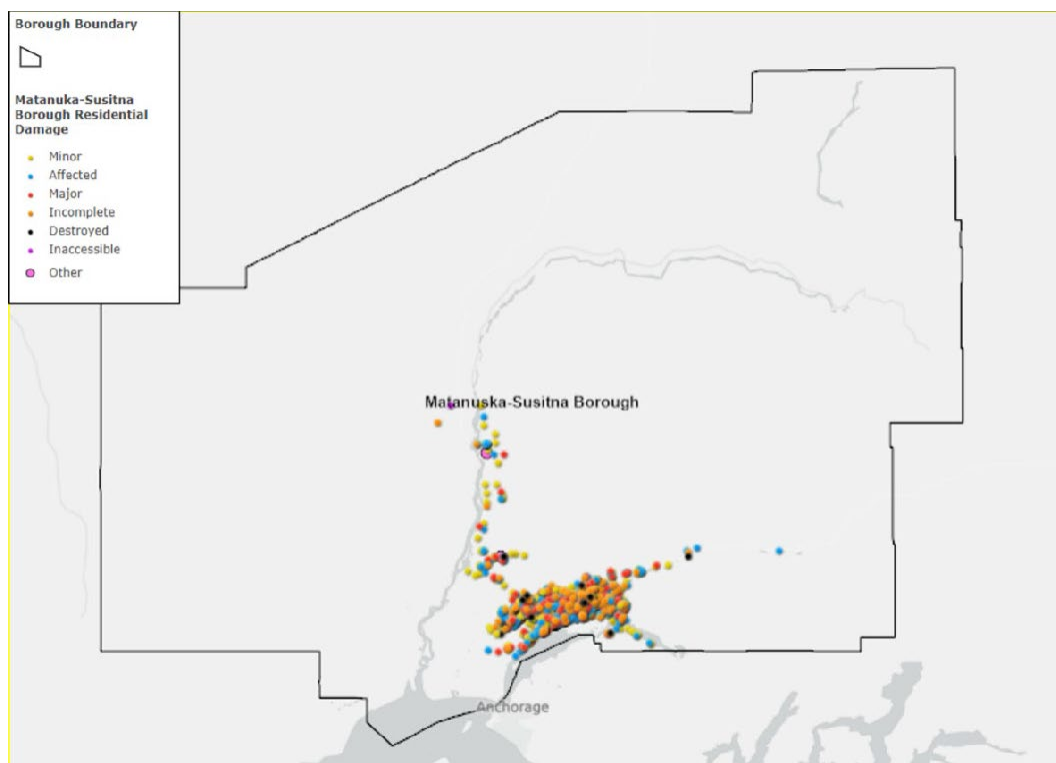 Borough Boundary
Matanuka-Susitna
Borough Residential
Damage
Minor
Affected
Major
Incomplete
Destroyed
Inaccessible
Other
Matanuska-Susitna Borough
Anchorage